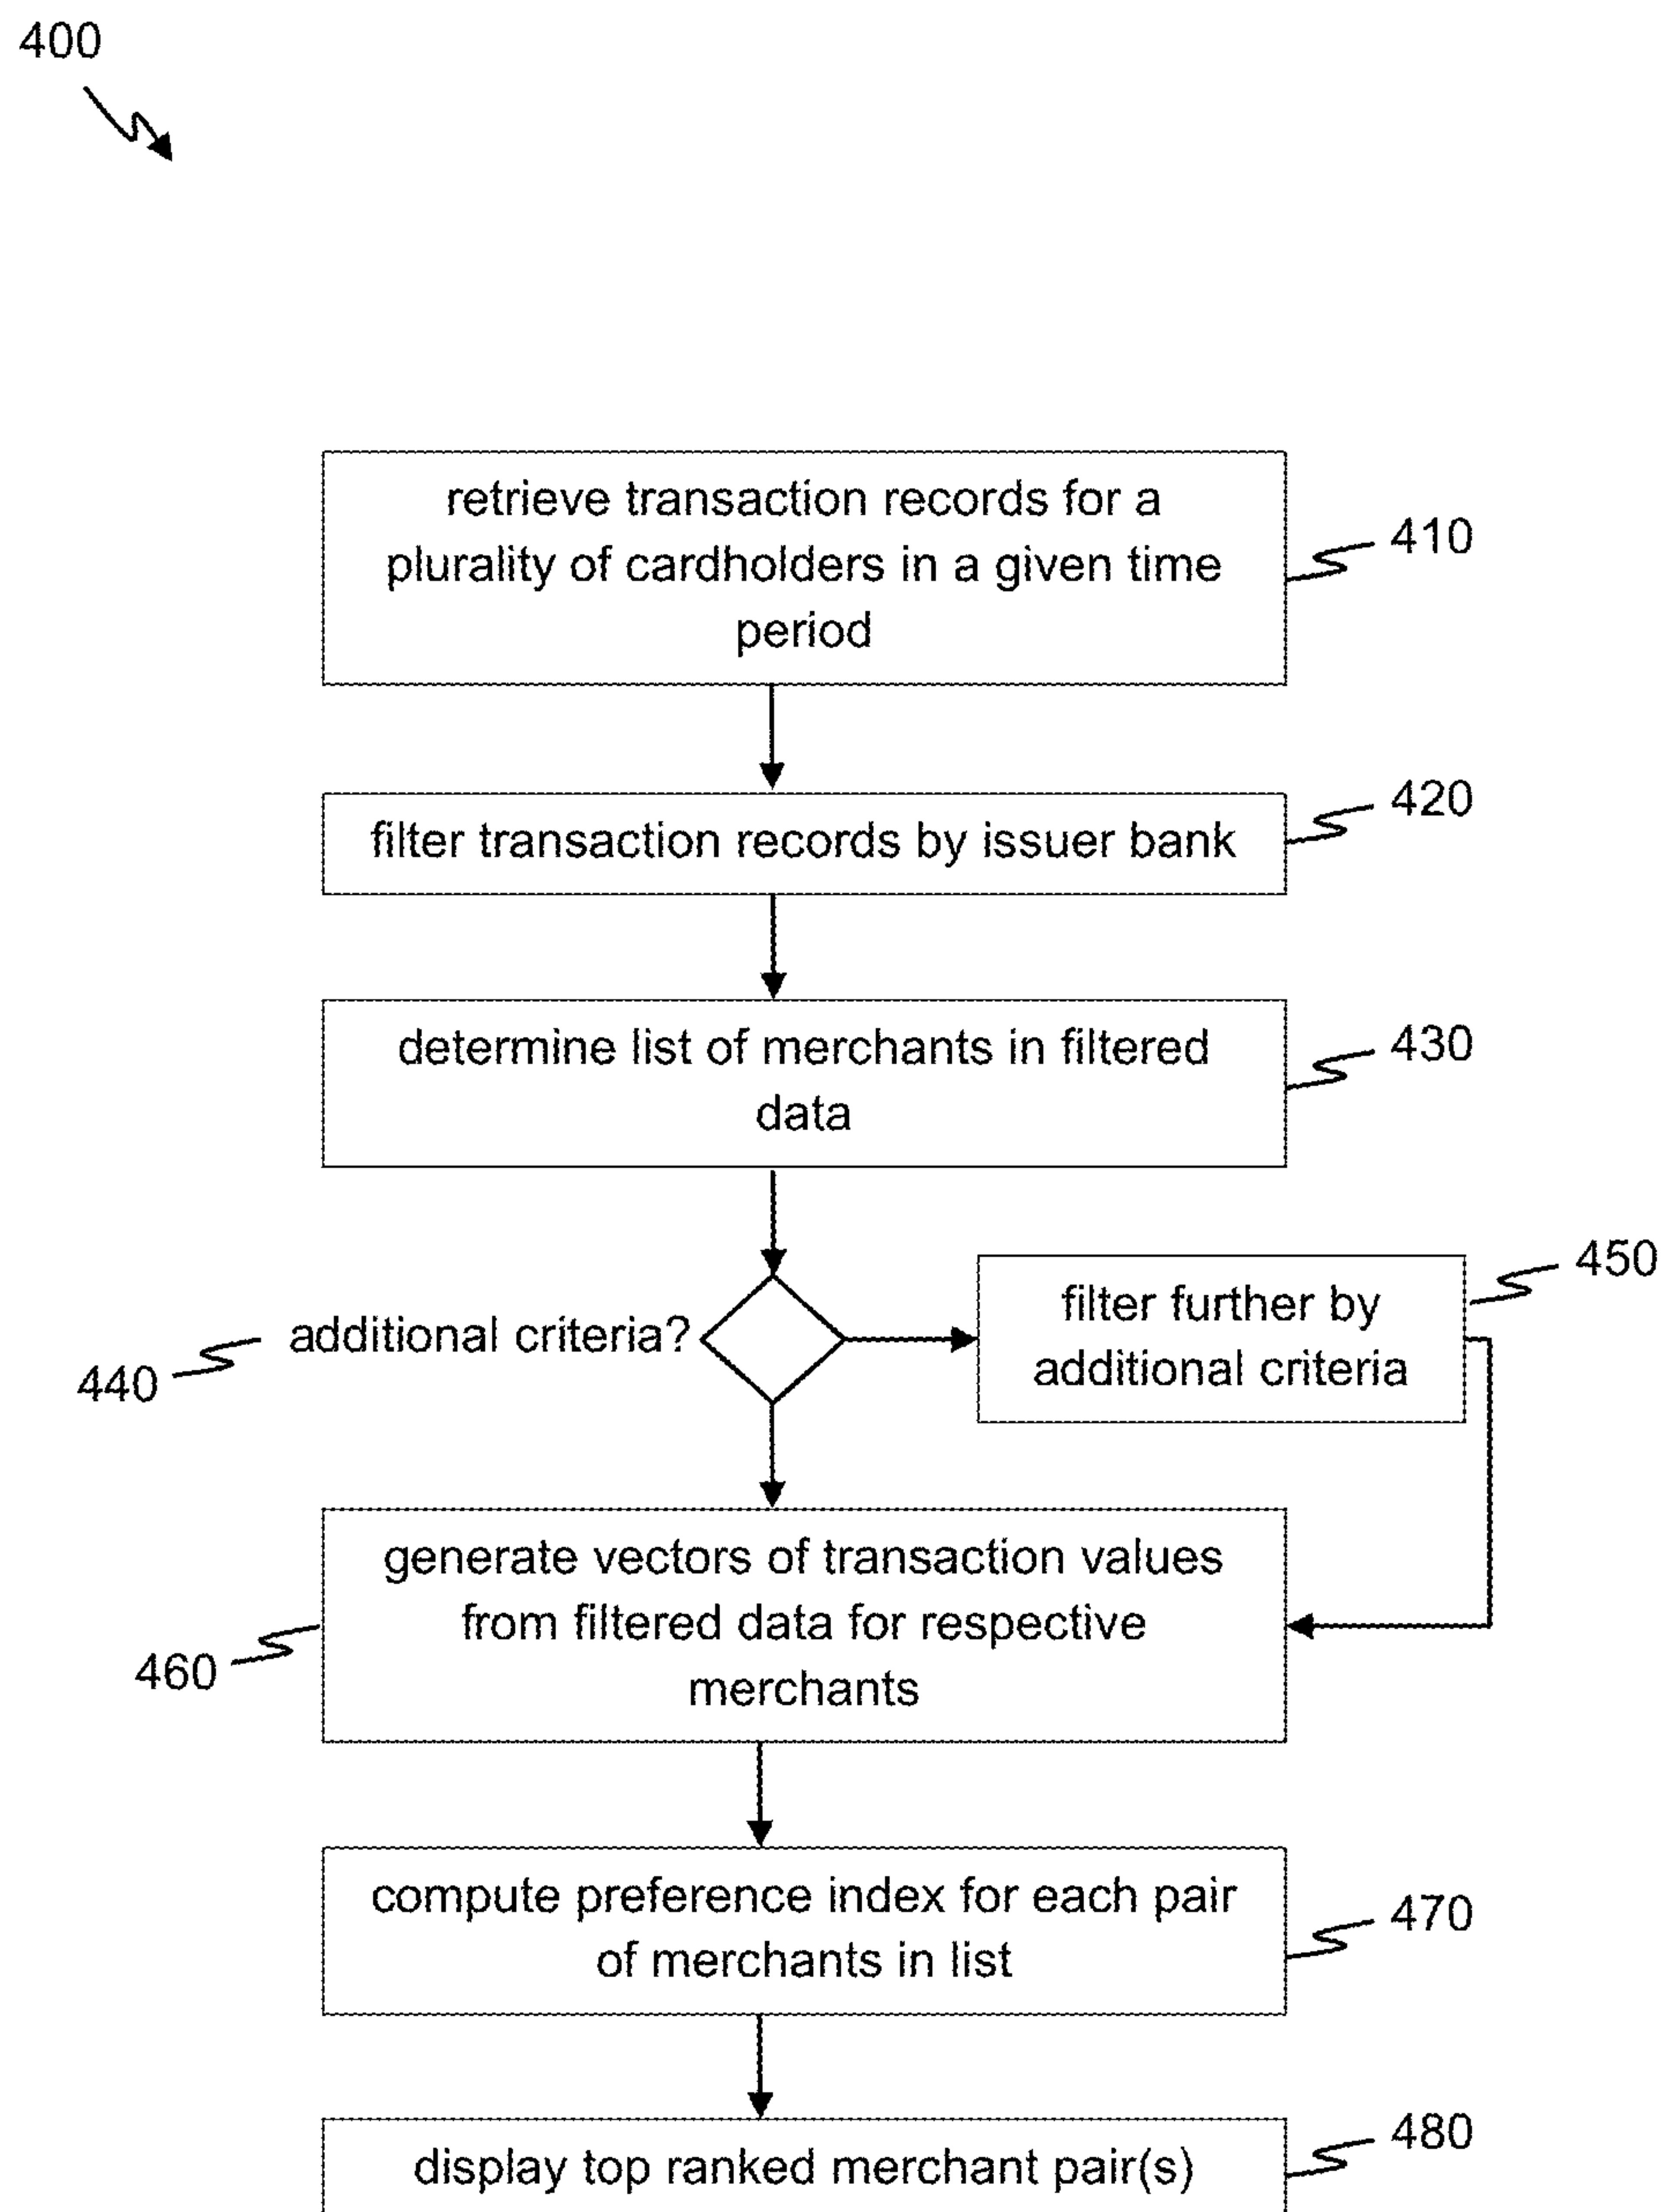 400
retrieve transaction records for a
plurality of cardholders in a given time
period
410
filter transaction records by issuer bank
420
determine list of merchants in filtered
data
430
additional criteria?
440
filter further by
additional criteria
450
generate vectors of transaction values
from filtered data for respective
merchants
460
compute preference index for each pair
of merchants in list
470
display top ranked merchant pair(s)
480